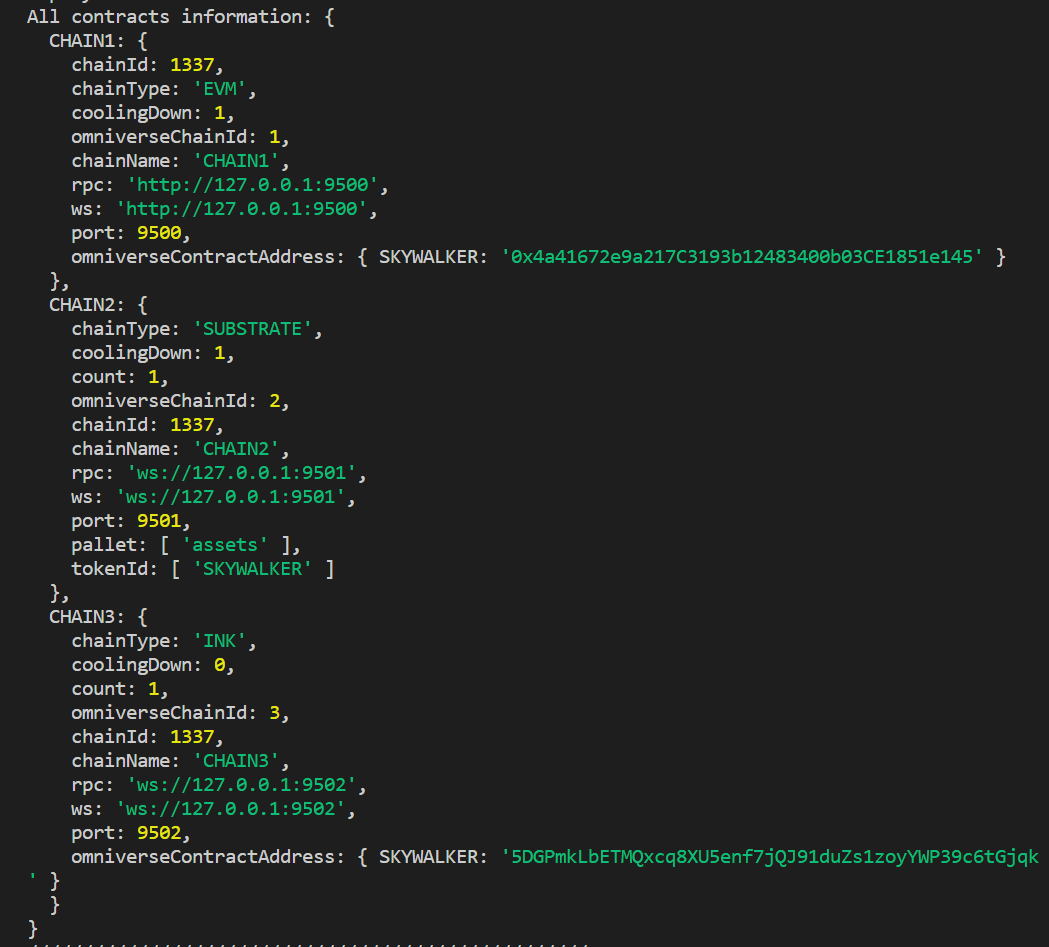 All contracts information: {
CHAIN1: {
chainId: 1337,
chainType: 'EVM',
coolingDown: 1,
omniverseChainId: 1,
chainName: 'CHAIN1',
rpc: 'http://127.0.0.1:9500',
ws: 'http://127.0.0.1:9500',
port: 9500,
omniverseContractAddress: { SKYWALKER: '0x4a41672e9a217C3193b12483400b03CE1851e145' }
},
CHAIN2: {
chainType: 'SUBSTRATE',
coolingDown: 1,
count: 1,
omniverseChainId: 2,
chainId: 1337,
chainName: 'CHAIN2',
rpc: 'ws://127.0.0.1:9501',
ws: 'ws://127.0.0.1:9501',
port: 9501,
pallet: [ 'assets' ],
tokenId: [ 'SKYWALKER' ]
},
CHAIN3: {
chainType: 'INK',
coolingDown: 0,
count: 1,
omniverseChainId: 3,
chainId: 1337,
chainName: 'CHAIN3',
rpc: 'ws://127.0.0.1:9502',
ws: 'ws://127.0.0.1:9502',
port: 9502,
omniverseContractAddress: { SKYWALKER: '5DGPmkLbETMQxcq8XU5enf7jQJ91duZs1zoyYWP39c6tGjqk
' }
}
}